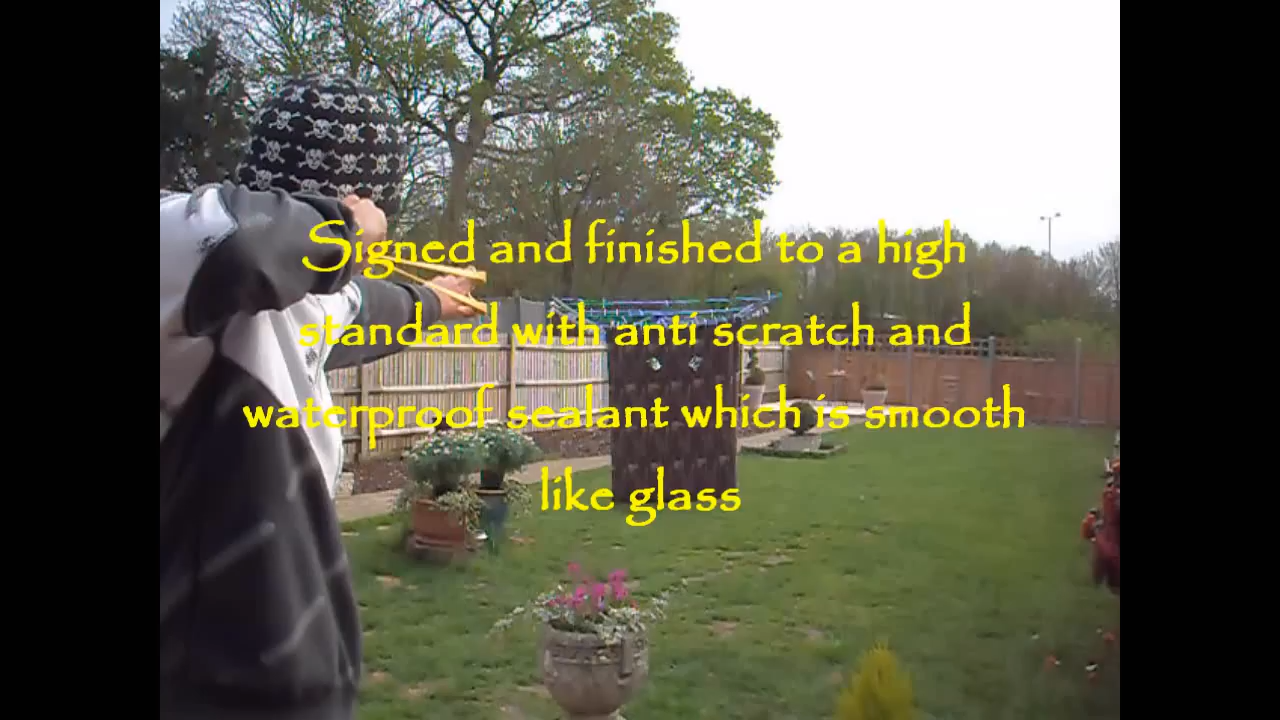 Signed and finished to a high
standard with anti scratch and
waterproof sealant which is smooth
like glass